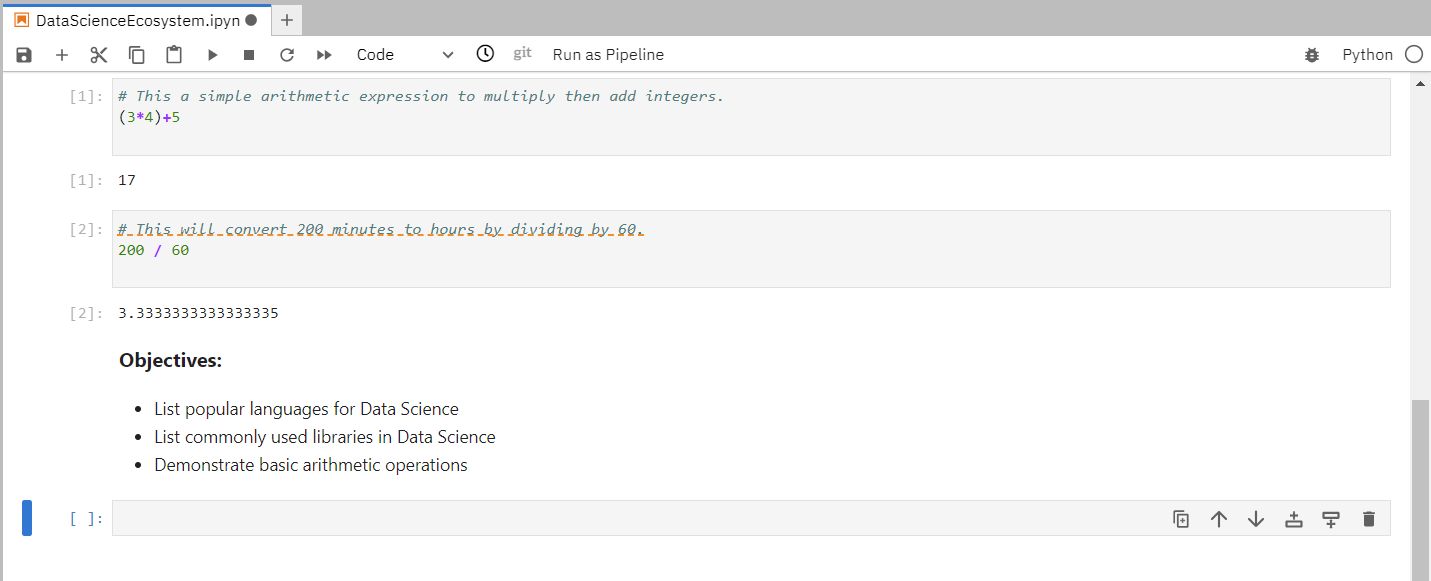 DataScienceEcosystem.ipyn
Code git Run as Pipeline Python
[1]: # This a simple arithmetic expression to multiply then add integers.
(3*4)+5
[1]: 17
[2]: # This will convert 200 minutes to hours by dividing by 60.
200 / 60
[2]: 3.3333333333333335
Objectives:
• List popular languages for Data Science
• List commonly used libraries in Data Science
• Demonstrate basic arithmetic operations
[ ]: